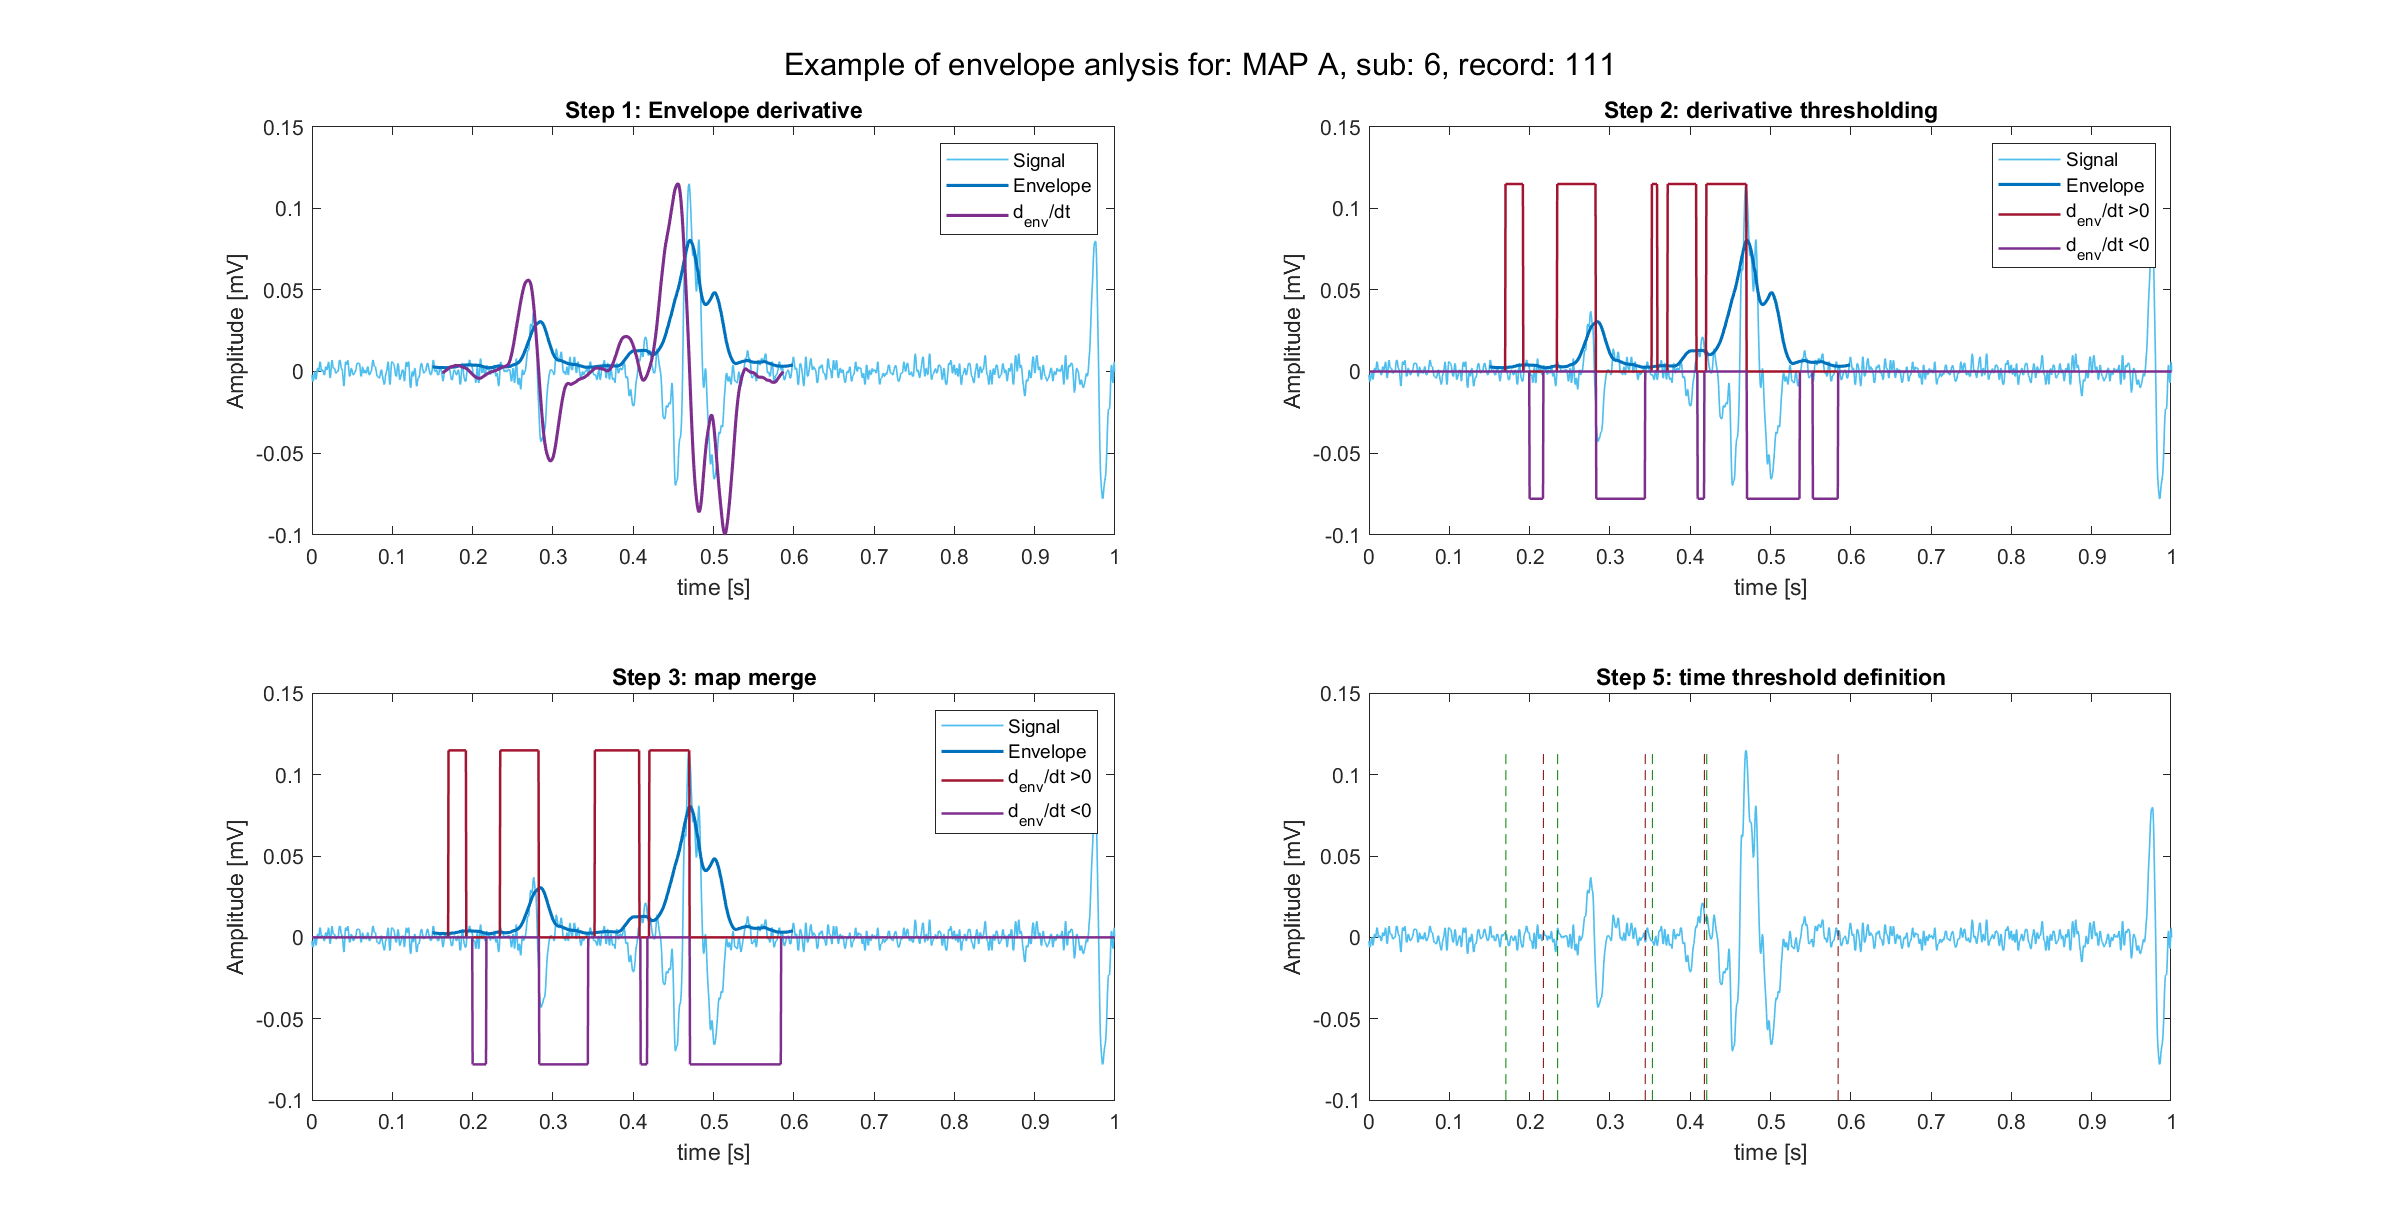 Example of envelope anlysis for: MAP A, sub: 6, record: 111
Step 1: Envelope derivative
0.15
0.1
0.05
0
-0.05
-0.1
Amplitude [mV]
0 0.1 0.2 0.3 0.4 0.5 0.6 0.7 0.8 0.9 1
time [s]
Signal
Envelope
d_env/dt
Step 2: derivative thresholding
0.15
0.1
0.05
0
-0.05
-0.1
Amplitude [mV]
0 0.1 0.2 0.3 0.4 0.5 0.6 0.7 0.8 0.9 1
time [s]
Signal
Envelope
d_env/dt >0
d_env/dt <0
Step 3: map merge
0.15
0.1
0.05
0
-0.05
-0.1
Amplitude [mV]
0 0.1 0.2 0.3 0.4 0.5 0.6 0.7 0.8 0.9 1
time [s]
Signal
Envelope
d_env/dt >0
d_env/dt <0
Step 5: time threshold definition
0.15
0.1
0.05
0
-0.05
-0.1
Amplitude [mV]
0 0.1 0.2 0.3 0.4 0.5 0.6 0.7 0.8 0.9 1
time [s]